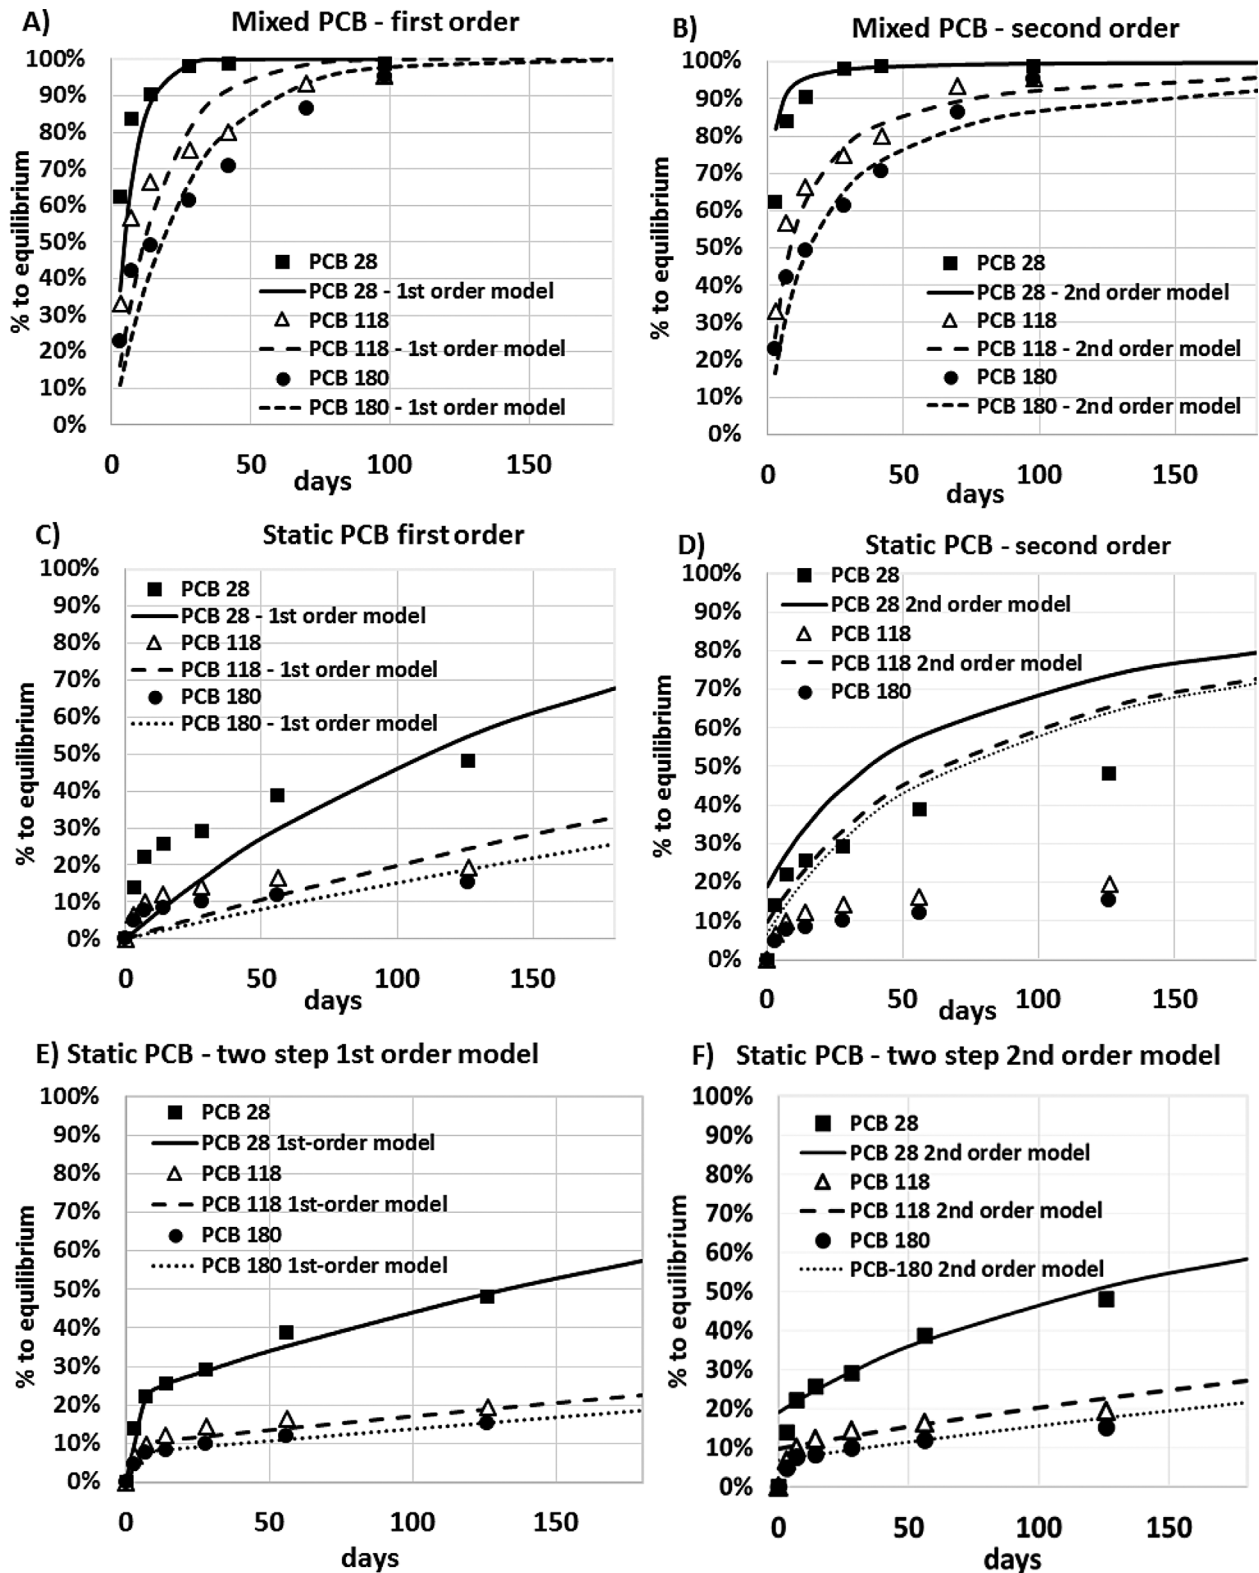 A) Mixed PCB - first order
100%
90%
80%
70%
60%
50%
40%
30%
20%
10%
0%
% to equilibrium
PCB 28
PCB 28 - 1st order model
PCB 118
PCB 118 - 1st order model
PCB 180
PCB 180 - 1st order model
0 50 100 150
days
B) Mixed PCB - second order
100%
90%
80%
70%
60%
50%
40%
30%
20%
10%
0%
% to equilibrium
PCB 28
PCB 28 - 2nd order model
PCB 118
PCB 118 - 2nd order model
PCB 180
PCB 180 - 2nd order model
0 50 100 150
days
C) Static PCB first order
100%
90%
80%
70%
60%
50%
40%
30%
20%
10%
0%
% to equilibrium
PCB 28
PCB 28 - 1st order model
PCB 118
PCB 118 - 1st order model
PCB 180
PCB 180 - 1st order model
0 50 100 150
days
D) Static PCB - second order
100%
90%
80%
70%
60%
50%
40%
30%
20%
10%
0%
% to equilibrium
PCB 28
PCB 28 2nd order model
PCB 118
PCB 118 2nd order model
PCB 180
0 50 100 150
days
E) Static PCB - two step 1st order model
100%
90%
80%
70%
60%
50%
40%
30%
20%
10%
0%
% to equilibrium
PCB 28
PCB 28 1st-order model
PCB 118
PCB 118 1st-order model
PCB 180
PCB 180 1st-order model
0 50 100 150
days
F) Static PCB - two step 2nd order model
100%
90%
80%
70%
60%
50%
40%
30%
20%
10%
0%
% to equilibrium
PCB 28
PCB 28 2nd order model
PCB 118
PCB 118 2nd order model
PCB 180
PCB-180 2nd order model
0 50 100 150
days